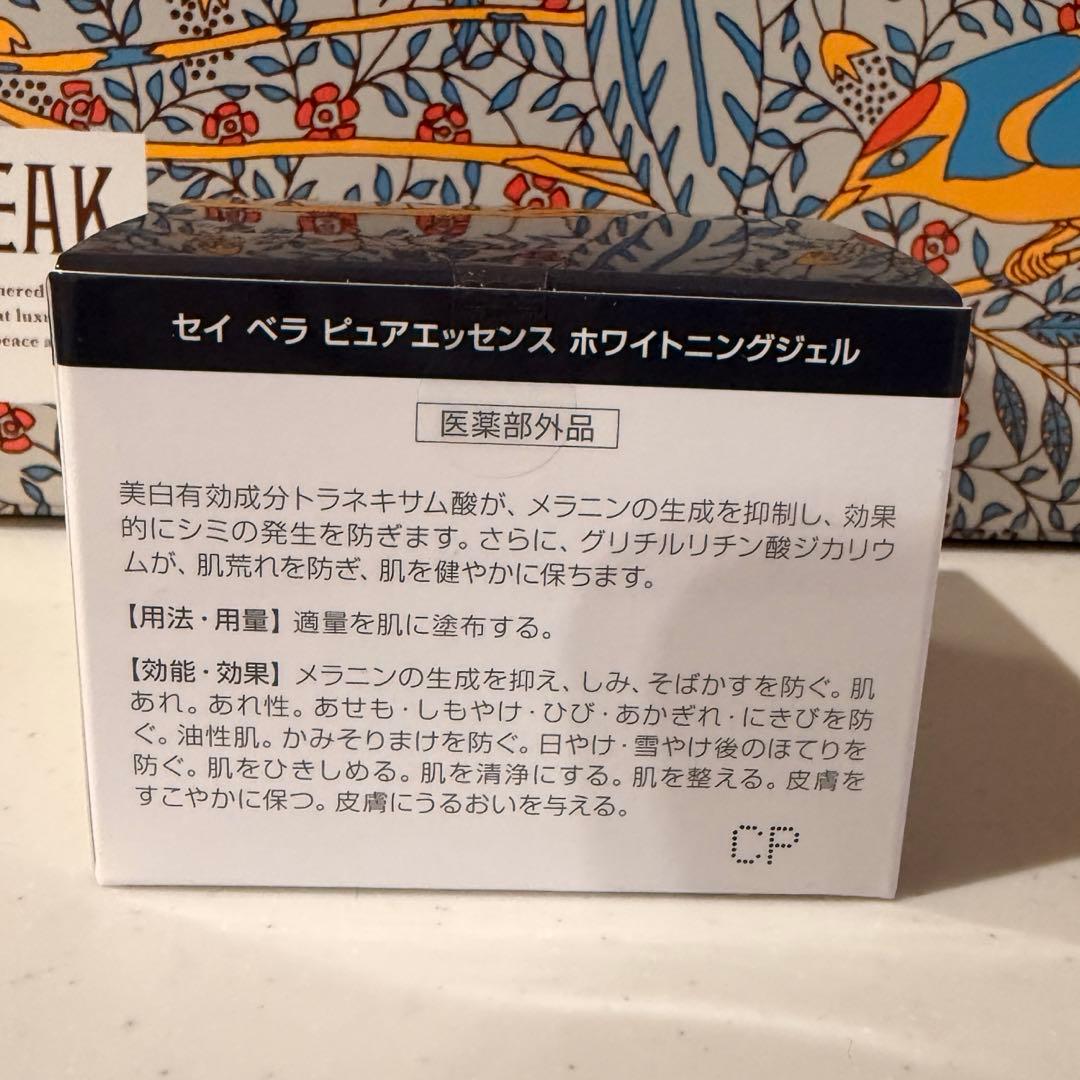 EAK
at
セイ ベラ ピュアエッセンス ホワイトニングジェル
医薬部外品
美白有効成分トラネキサム酸が、メラニンの生成を抑制し、効果
的にシミの発生を防ぎます。さらに、グリチルリチン酸ジカリウ
ムが、肌荒れを防ぎ、肌を健やかに保ちます。
【用法・用量】適量を肌に塗布する。
【効能・効果】メラニンの生成を抑え、しみ、そばかすを防ぐ。肌
あれ。あれ性。あせも・しもやけ・ひび・あかぎれ・にきびを防
ぐ。油性肌。かみそりまけを防ぐ。日やけ・雪やけ後のほてりを
防ぐ。肌をひきしめる。肌を清浄にする。肌を整える。皮膚を
すこやかに保つ。皮膚にうるおいを与える。
CP